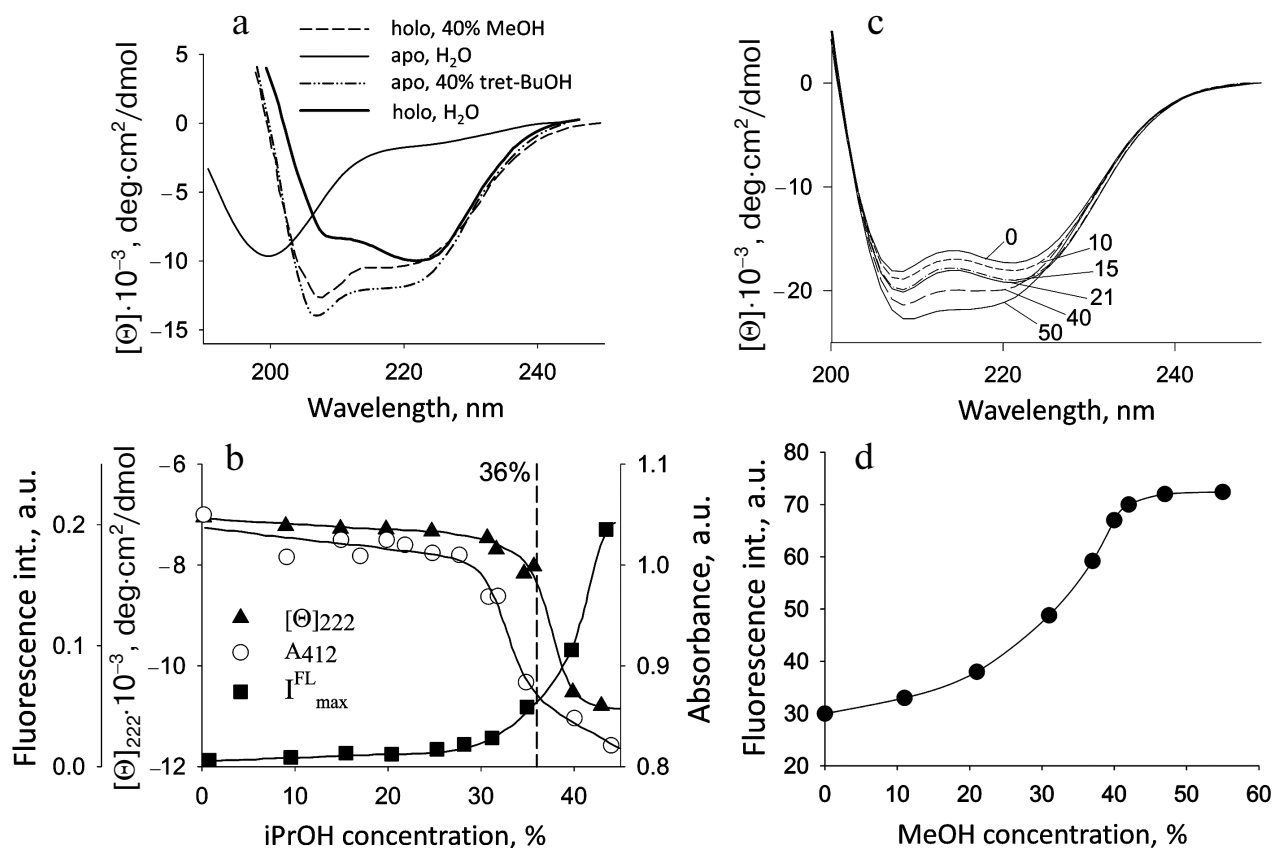 a
holo, 40% MeOH
apo, H₂O
apo, 40% tret-BuOH
holo, H₂O
[Θ]·10⁻³, deg·cm²/dmol
5
0
−5
−10
−15
200
220
240
Wavelength, nm
c
[Θ]·10⁻³, deg·cm²/dmol
0
−10
−20
0
10
15
21
40
50
200
220
240
Wavelength, nm
b
36%
Fluorescence int., a.u.
0.2
0.1
0.0
[Θ]₂₂₂·10⁻³, deg·cm²/dmol
−6
−8
−10
−12
[Θ]222
A412
I^FL_max
1.1
1.0
0.9
0.8
Absorbance, a.u.
0
10
20
30
40
iPrOH concentration, %
d
Fluorescence int., a.u.
80
70
60
50
40
30
20
0
10
20
30
40
50
60
MeOH concentration, %